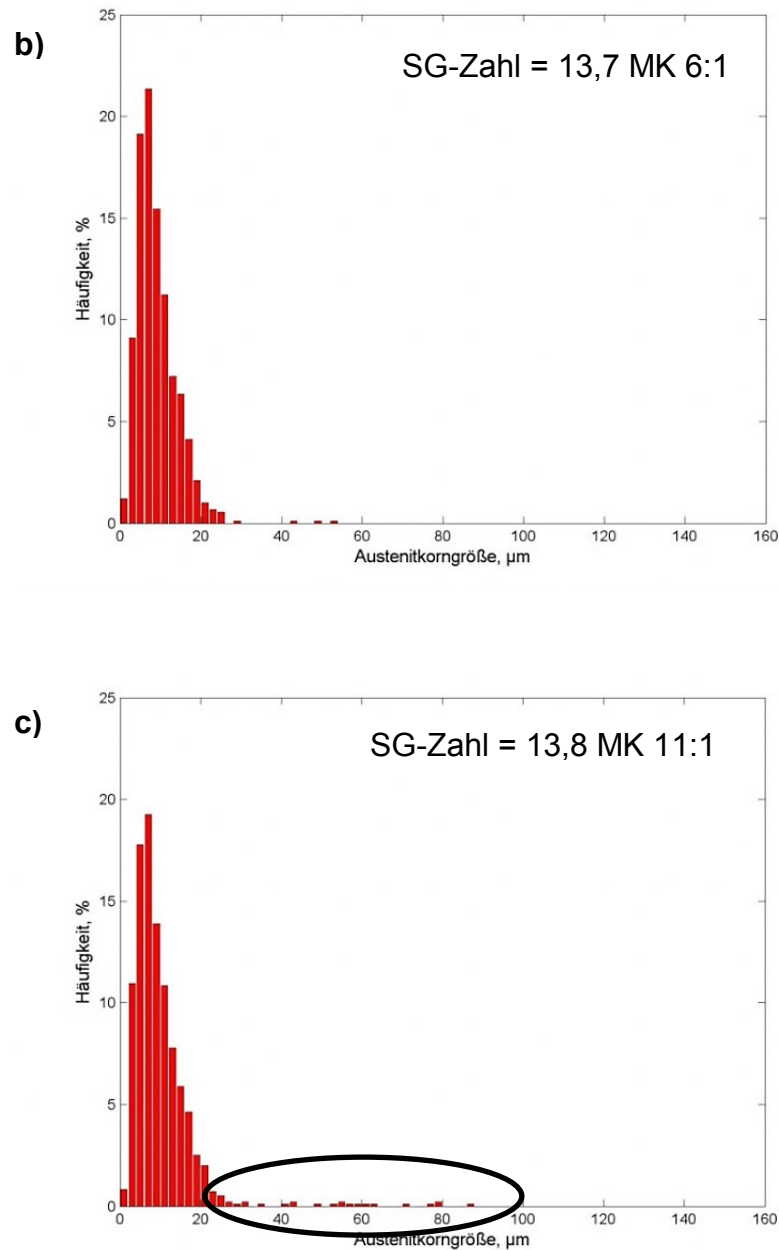 b)
SG-Zahl = 13,7 MK 6:1
25
20
15
10
5
0
Häufigkeit, %
0 20 40 60 80 100 120 140 160
Austenitkorngröße, µm
c)
SG-Zahl = 13,8 MK 11:1
25
20
15
10
5
0
Häufigkeit, %
0 20 40 60 80 100 120 140 160
Austenitkorngröße, µm